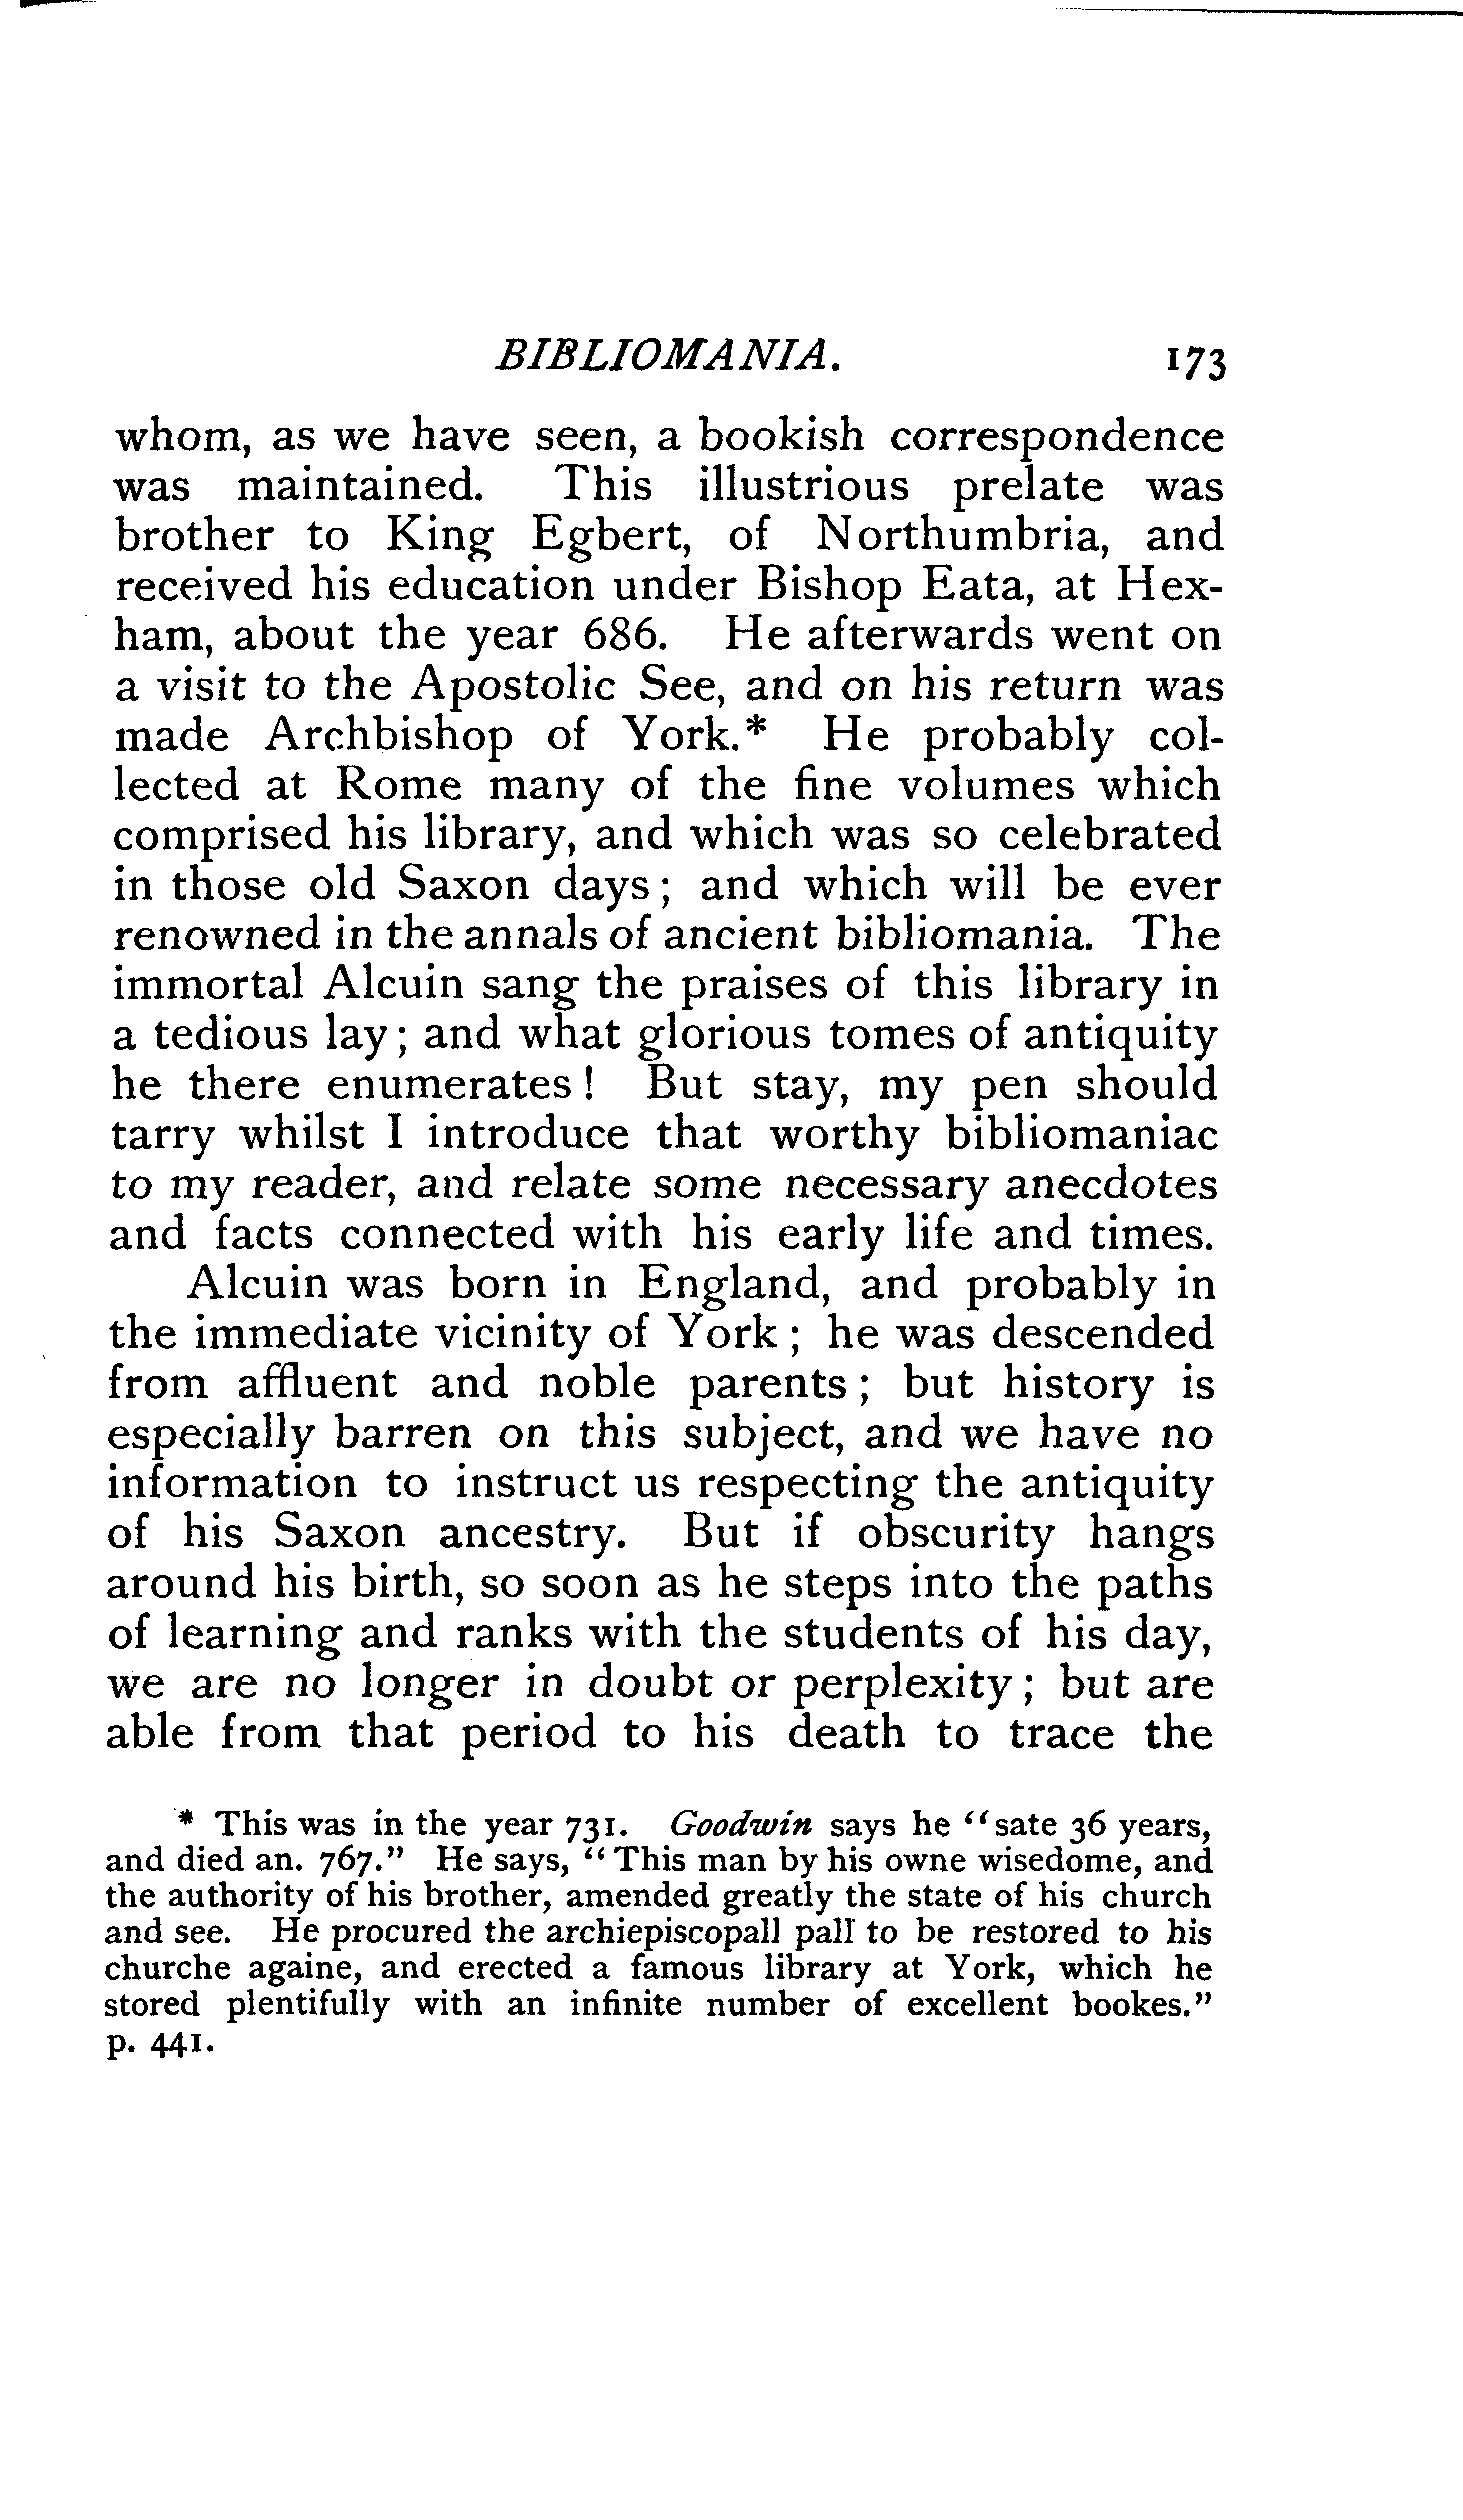 BIBLIOMANIA. 173
whom, as we have seen, a bookish correspondence
was maintained. This illustrious prelate was
brother to King Egbert, of Northumbria, and
received his education under Bishop Eata, at Hex-
ham, about the year 686. He afterwards went on
a visit to the Apostolic See, and on his return was
made Archbishop of York.* He probably col-
lected at Rome many of the fine volumes which
comprised his library, and which was so celebrated
in those old Saxon days; and which will be ever
renowned in the annals of ancient bibliomania. The
immortal Alcuin sang the praises of this library in
a tedious lay; and what glorious tomes of antiquity
he there enumerates! But stay, my pen should
tarry whilst I introduce that worthy bibliomaniac
to my reader, and relate some necessary anecdotes
and facts connected with his early life and times.
Alcuin was born in England, and probably in
the immediate vicinity of York; he was descended
from affluent and noble parents; but history is
especially barren on this subject, and we have no
information to instruct us respecting the antiquity
of his Saxon ancestry. But if obscurity hangs
around his birth, so soon as he steps into the paths
of learning and ranks with the students of his day,
we are no longer in doubt or perplexity; but are
able from that period to his death to trace the
* This was in the year 731. Goodwin says he "sate 36 years,
and died an. 767." He says, "This man by his owne wisedome, and
the authority of his brother, amended greatly the state of his church
and see. He procured the archiepiscopall pall to be restored to his
churche againe, and erected a famous library at York, which he
stored plentifully with an infinite number of excellent bookes."
p. 441.